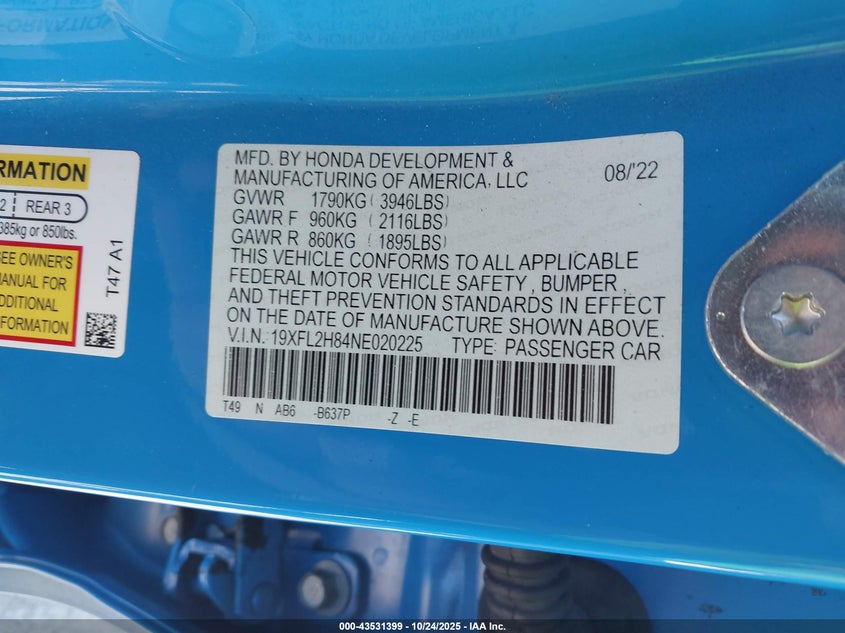 RMATION
2 REAR 3
385kg or 850lbs.
SEE OWNER'S
MANUAL FOR
ADDITIONAL
INFORMATION
T47 A1
MFD. BY HONDA DEVELOPMENT &
MANUFACTURING OF AMERICA, LLC 08/'22
GVWR 1790KG ( 3946LBS)
GAWR F 960KG ( 2116LBS)
GAWR R 860KG ( 1895LBS)
THIS VEHICLE CONFORMS TO ALL APPLICABLE
FEDERAL MOTOR VEHICLE SAFETY , BUMPER,
AND THEFT PREVENTION STANDARDS IN EFFECT
ON THE DATE OF MANUFACTURE SHOWN ABOVE.
V.I.N.: 19XFL2H84NE020225 TYPE: PASSENGER CAR
T49 N AB6 -B637P -Z -E
000-43531399 - 10/24/2025 - IAA Inc.